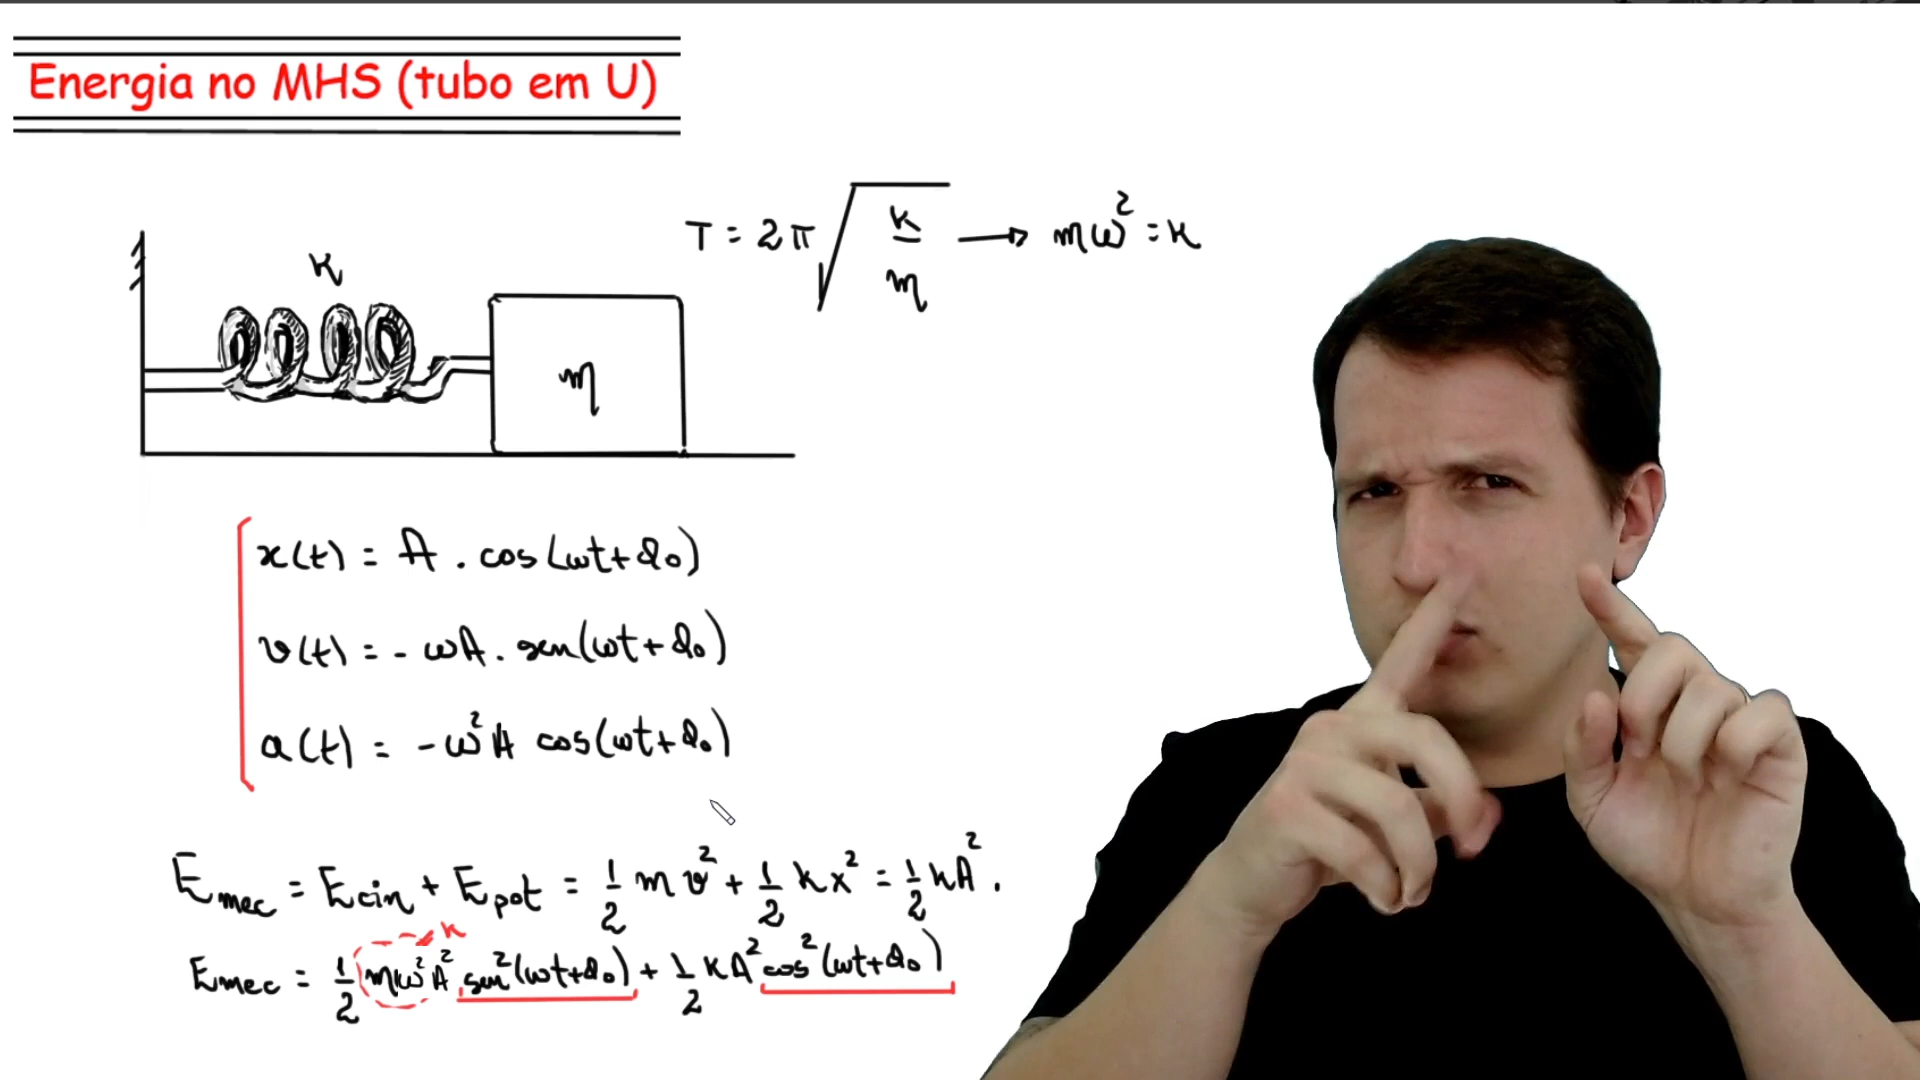 Energia no MHS (tubo em U)
T = 2π √(k/m) → mω² = k
k
m
x(t) = A . cos(ωt+θ₀)
v(t) = - ωA . sen(ωt+θ₀)
a(t) = - ω²A cos(ωt+θ₀)
Emec = Ecin + Epot = 1/2 m v² + 1/2 k x² = 1/2 kA² .
k
Emec = 1/2 mω²A² sen²(ωt+θ₀) + 1/2 KA² cos²(ωt+θ₀)